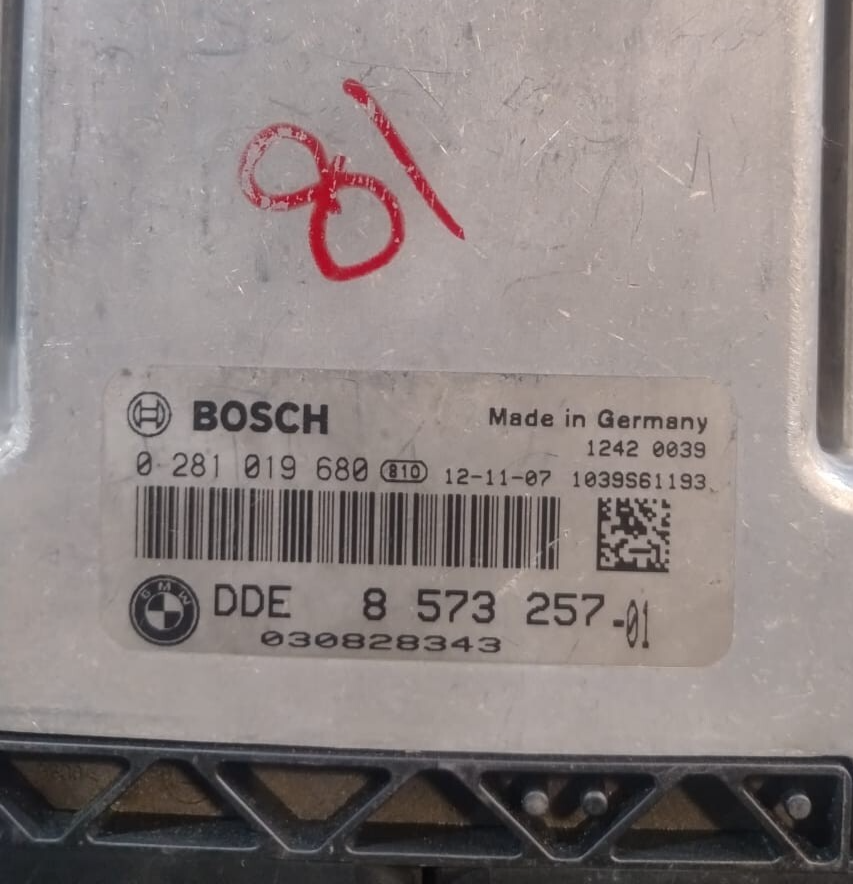 81
BOSCH
Made in Germany
1242 0039
0 281 019 680 810 12-11-07 1039S61193
BMW
DDE 8 573 257-01
030828343